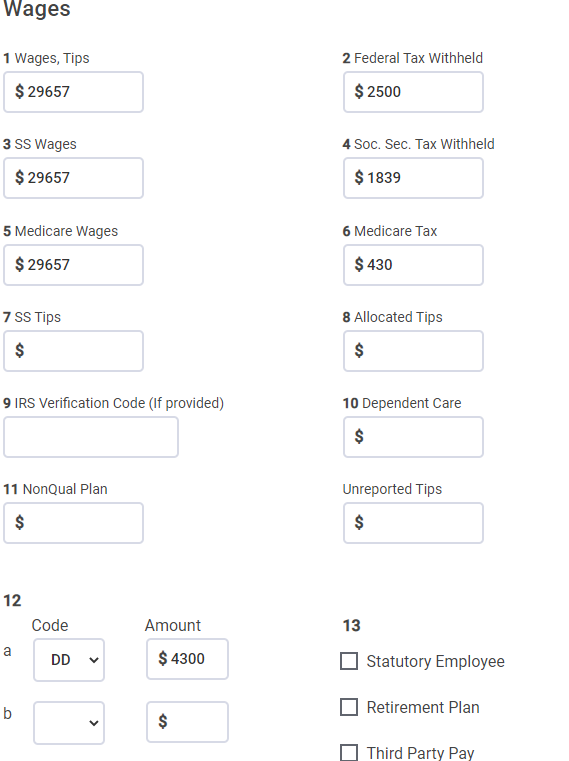 Wages
1 Wages, Tips
2 Federal Tax Withheld
$ 29657
$ 2500
3 SS Wages
4 Soc. Sec. Tax Withheld
$ 29657
$ 1839
5 Medicare Wages
6 Medicare Tax
$ 29657
$ 430
7 SS Tips
8 Allocated Tips
$
$
9 IRS Verification Code (If provided)
10 Dependent Care
$
11 NonQual Plan
Unreported Tips
$
$
12
Code Amount
13
a DD $ 4300
Statutory Employee
b $
Retirement Plan
Third Party Pay